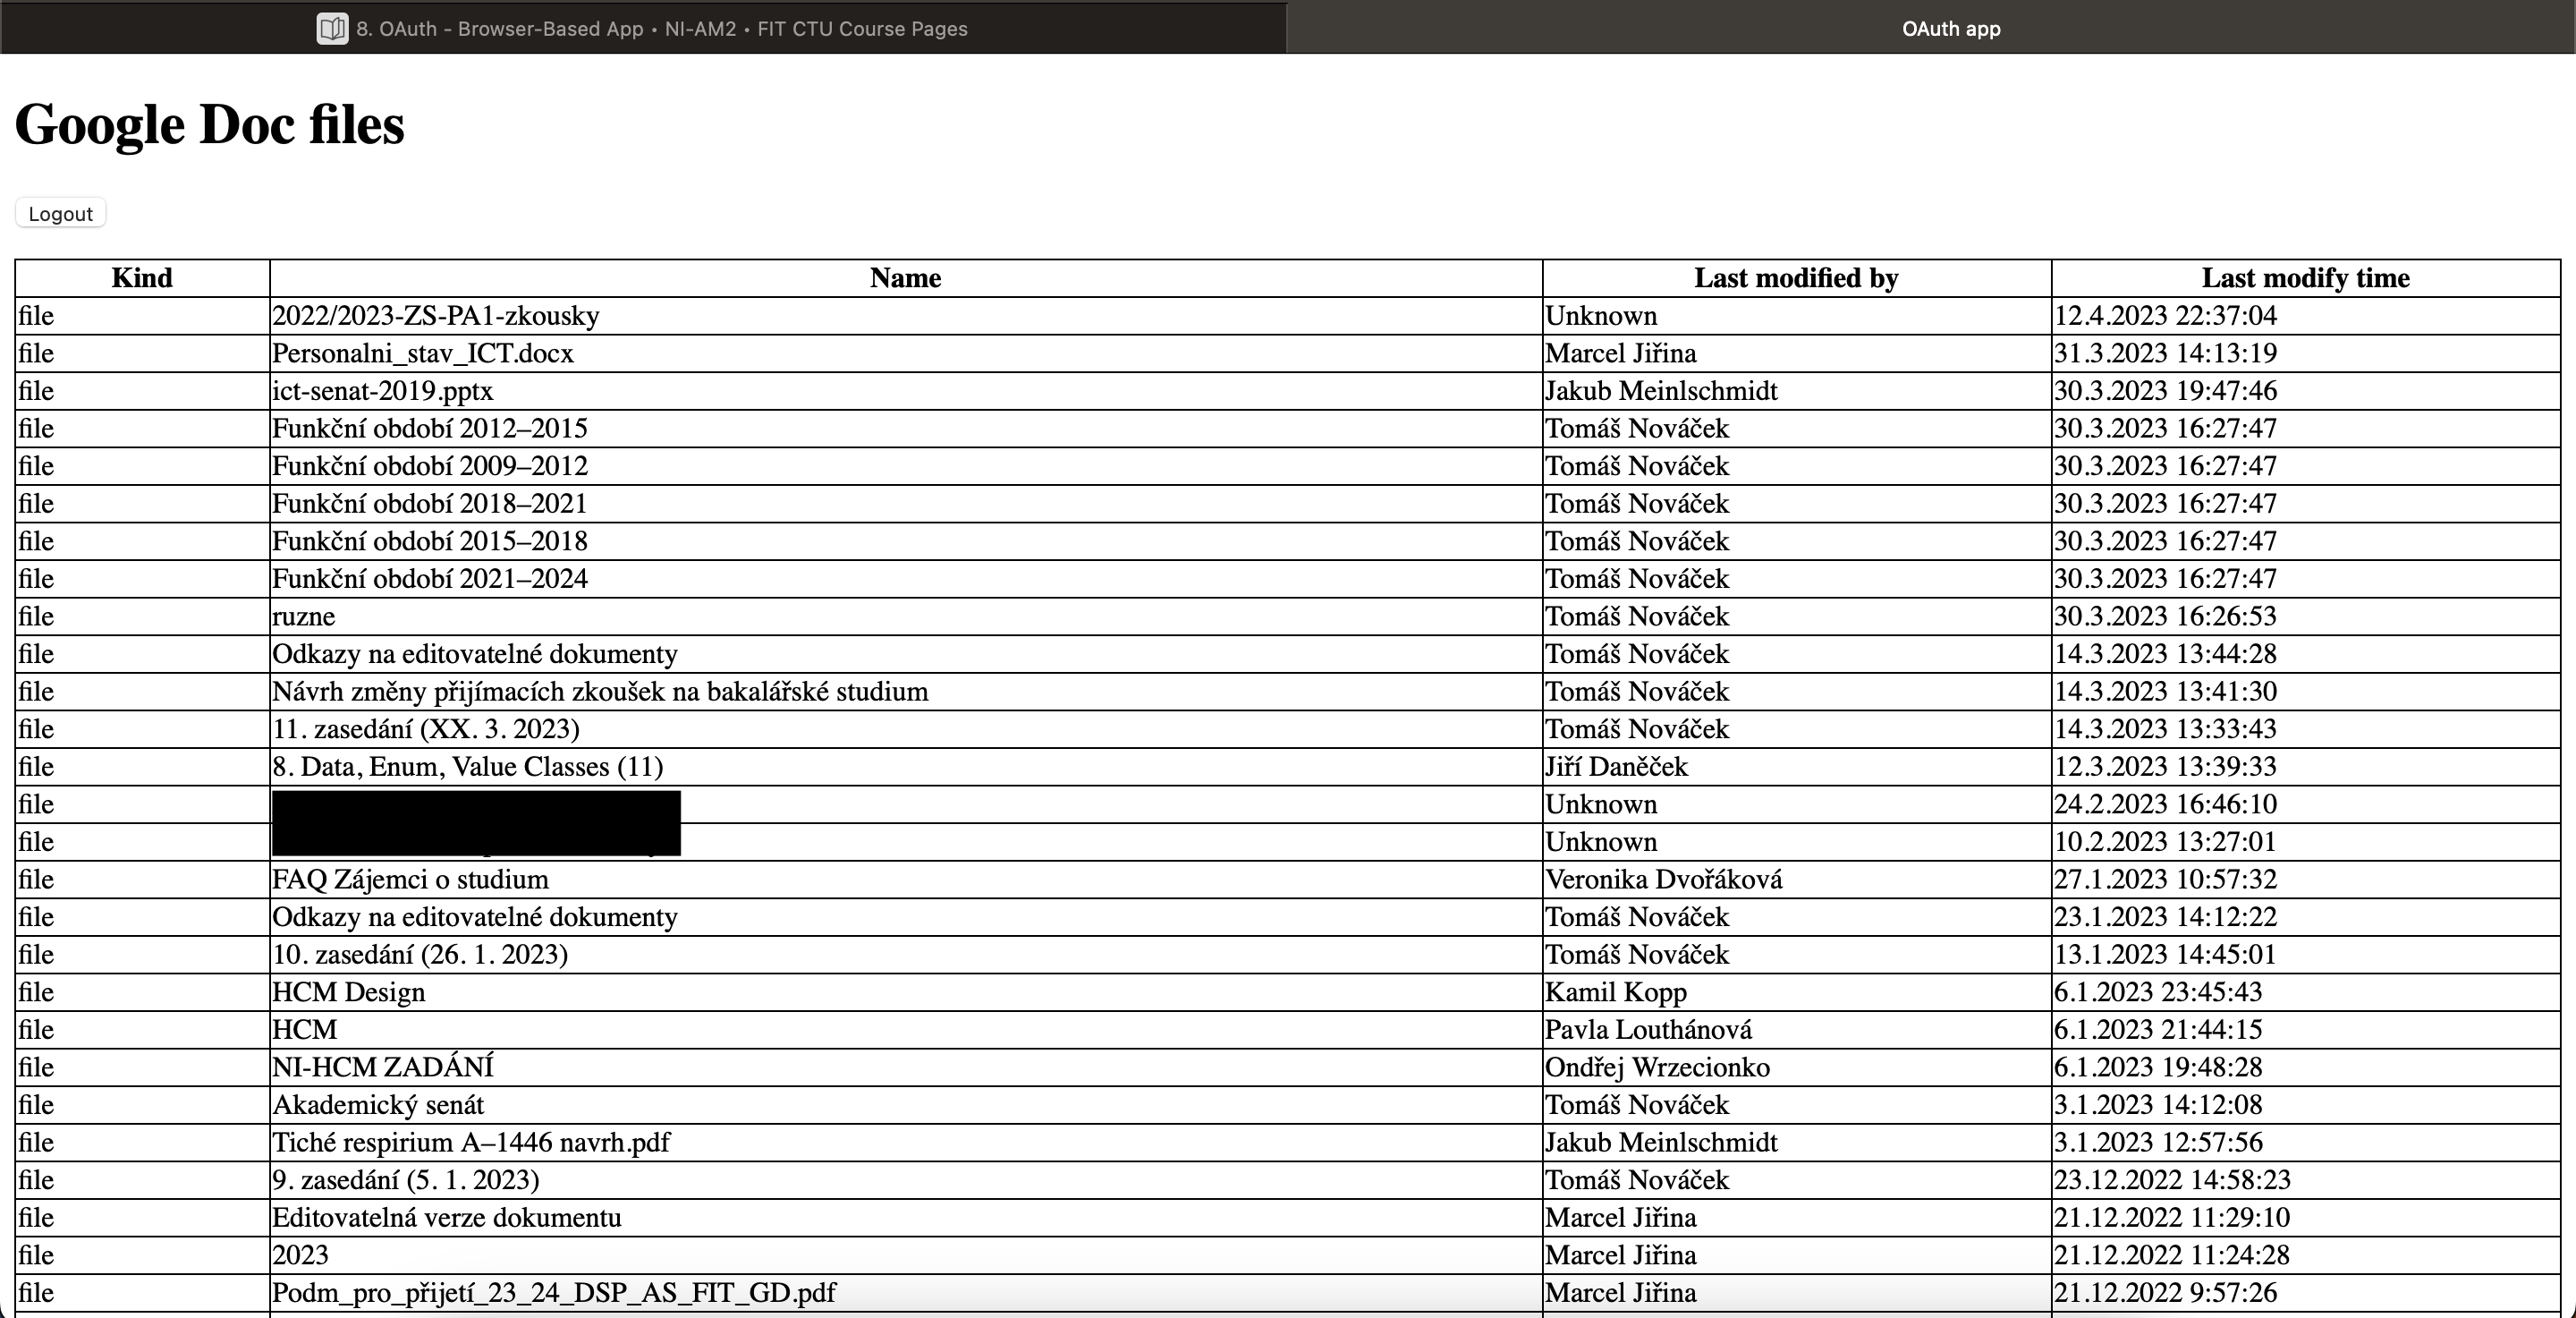 8. OAuth - Browser-Based App • NI-AM2 • FIT CTU Course Pages
OAuth app
Google Doc files
Logout
Kind Name Last modified by Last modify time
file 2022/2023-ZS-PA1-zkousky Unknown 12.4.2023 22:37:04
file Personalni_stav_ICT.docx Marcel Jiřina 31.3.2023 14:13:19
file ict-senat-2019.pptx Jakub Meinlschmidt 30.3.2023 19:47:46
file Funkční období 2012–2015 Tomáš Nováček 30.3.2023 16:27:47
file Funkční období 2009–2012 Tomáš Nováček 30.3.2023 16:27:47
file Funkční období 2018–2021 Tomáš Nováček 30.3.2023 16:27:47
file Funkční období 2015–2018 Tomáš Nováček 30.3.2023 16:27:47
file Funkční období 2021–2024 Tomáš Nováček 30.3.2023 16:27:47
file ruzne Tomáš Nováček 30.3.2023 16:26:53
file Odkazy na editovatelné dokumenty Tomáš Nováček 14.3.2023 13:44:28
file Návrh změny přijímacích zkoušek na bakalářské studium Tomáš Nováček 14.3.2023 13:41:30
file 11. zasedání (XX. 3. 2023) Tomáš Nováček 14.3.2023 13:33:43
file 8. Data, Enum, Value Classes (11) Jiří Daněček 12.3.2023 13:39:33
file Unknown 24.2.2023 16:46:10
file Unknown 10.2.2023 13:27:01
file FAQ Zájemci o studium Veronika Dvořáková 27.1.2023 10:57:32
file Odkazy na editovatelné dokumenty Tomáš Nováček 23.1.2023 14:12:22
file 10. zasedání (26. 1. 2023) Tomáš Nováček 13.1.2023 14:45:01
file HCM Design Kamil Kopp 6.1.2023 23:45:43
file HCM Pavla Louthánová 6.1.2023 21:44:15
file NI-HCM ZADÁNÍ Ondřej Wrzecionko 6.1.2023 19:48:28
file Akademický senát Tomáš Nováček 3.1.2023 14:12:08
file Tiché respirium A–1446 navrh.pdf Jakub Meinlschmidt 3.1.2023 12:57:56
file 9. zasedání (5. 1. 2023) Tomáš Nováček 23.12.2022 14:58:23
file Editovatelná verze dokumentu Marcel Jiřina 21.12.2022 11:29:10
file 2023 Marcel Jiřina 21.12.2022 11:24:28
file Podm_pro_přijetí_23_24_DSP_AS_FIT_GD.pdf Marcel Jiřina 21.12.2022 9:57:26